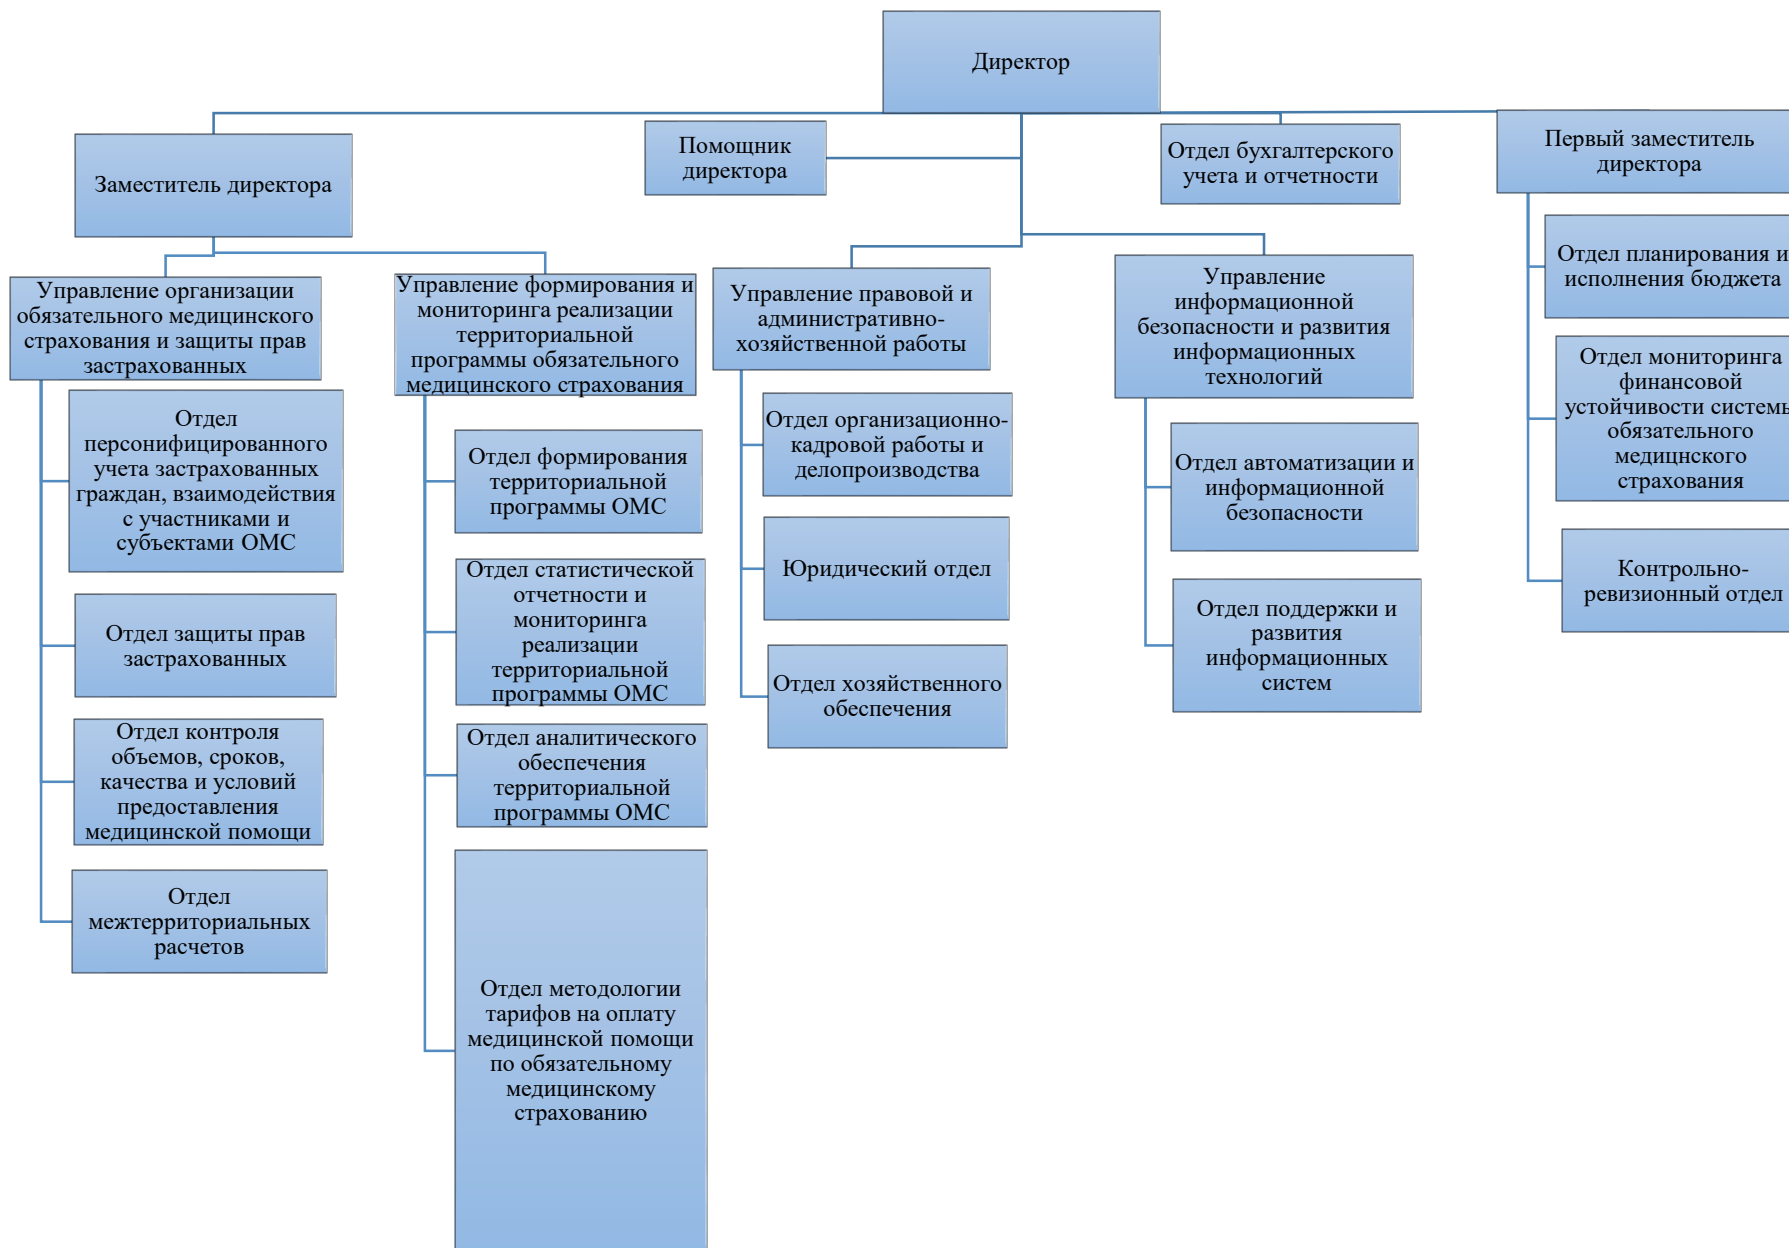 Директор
Заместитель директора
Помощник
директора
Отдел бухгалтерского
учета и отчетности
Первый заместитель
директора
Управление организации
обязательного медицинского
страхования и защиты прав
застрахованных
Отдел
персонифицированного
учета застрахованных
граждан, взаимодействия
с участниками и
субъектами ОМС
Отдел защиты прав
застрахованных
Отдел контроля
объемов, сроков,
качества и условий
предоставления
медицинской помощи
Отдел
межтерриториальных
расчетов
Управление формирования и
мониторинга реализации
территориальной
программы обязательного
медицинского страхования
Отдел формирования
территориальной
программы ОМС
Отдел статистической
отчетности и
мониторинга
реализации
территориальной
программы ОМС
Отдел аналитического
обеспечения
территориальной
программы ОМС
Отдел методологии
тарифов на оплату
медицинской помощи
по обязательному
медицинскому
страхованию
Управление правовой и
административно-
хозяйственной работы
Отдел организационно-
кадровой работы и
делопроизводства
Юридический отдел
Отдел хозяйственного
обеспечения
Управление
информационной
безопасности и развития
информационных
технологий
Отдел автоматизации и
информационной
безопасности
Отдел поддержки и
развития
информационных
систем
Отдел планирования и
исполнения бюджета
Отдел мониторинга
финансовой
устойчивости системы
обязательного
медицнского
страхования
Контрольно-
ревизионный отдел